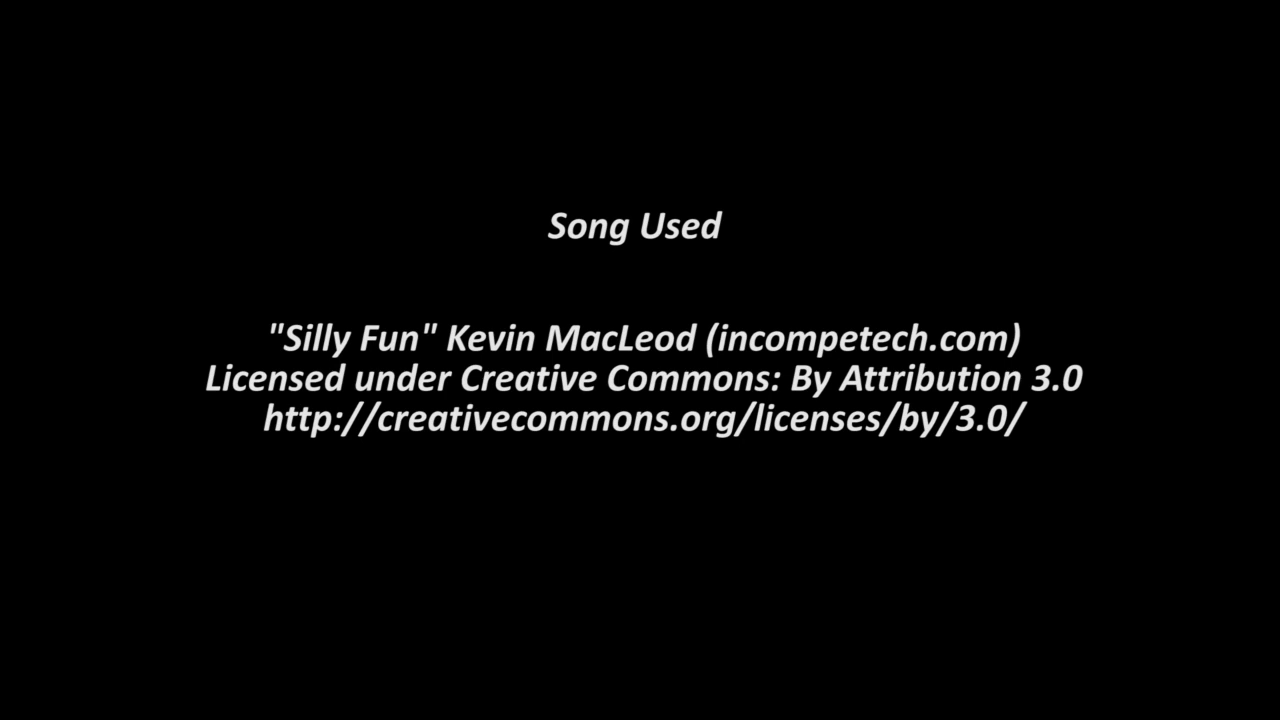 Song Used
"Silly Fun" Kevin MacLeod (incompetech.com)
Licensed under Creative Commons: By Attribution 3.0
http://creativecommons.org/licenses/by/3.0/